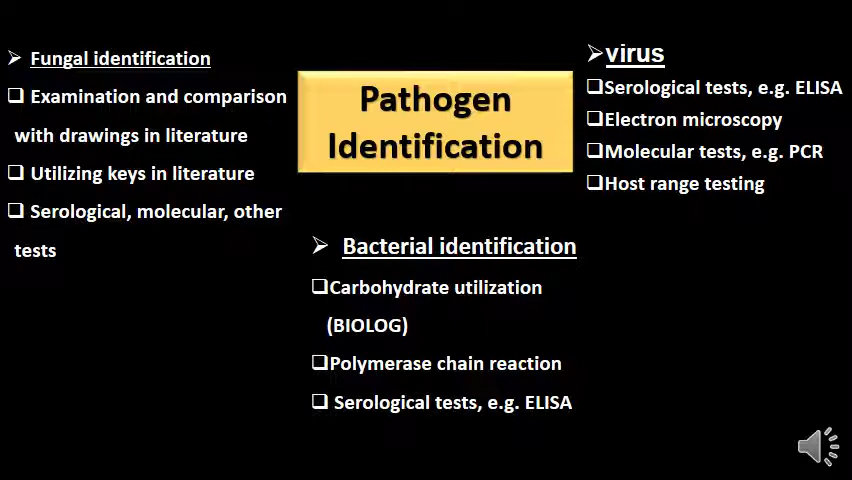 Pathogen
Identification
➢ Fungal identification
❑ Examination and comparison
with drawings in literature
❑ Utilizing keys in literature
❑ Serological, molecular, other
tests
➢ Bacterial identification
❑Carbohydrate utilization
(BIOLOG)
❑Polymerase chain reaction
❑ Serological tests, e.g. ELISA
➢virus
❑Serological tests, e.g. ELISA
❑Electron microscopy
❑Molecular tests, e.g. PCR
❑Host range testing